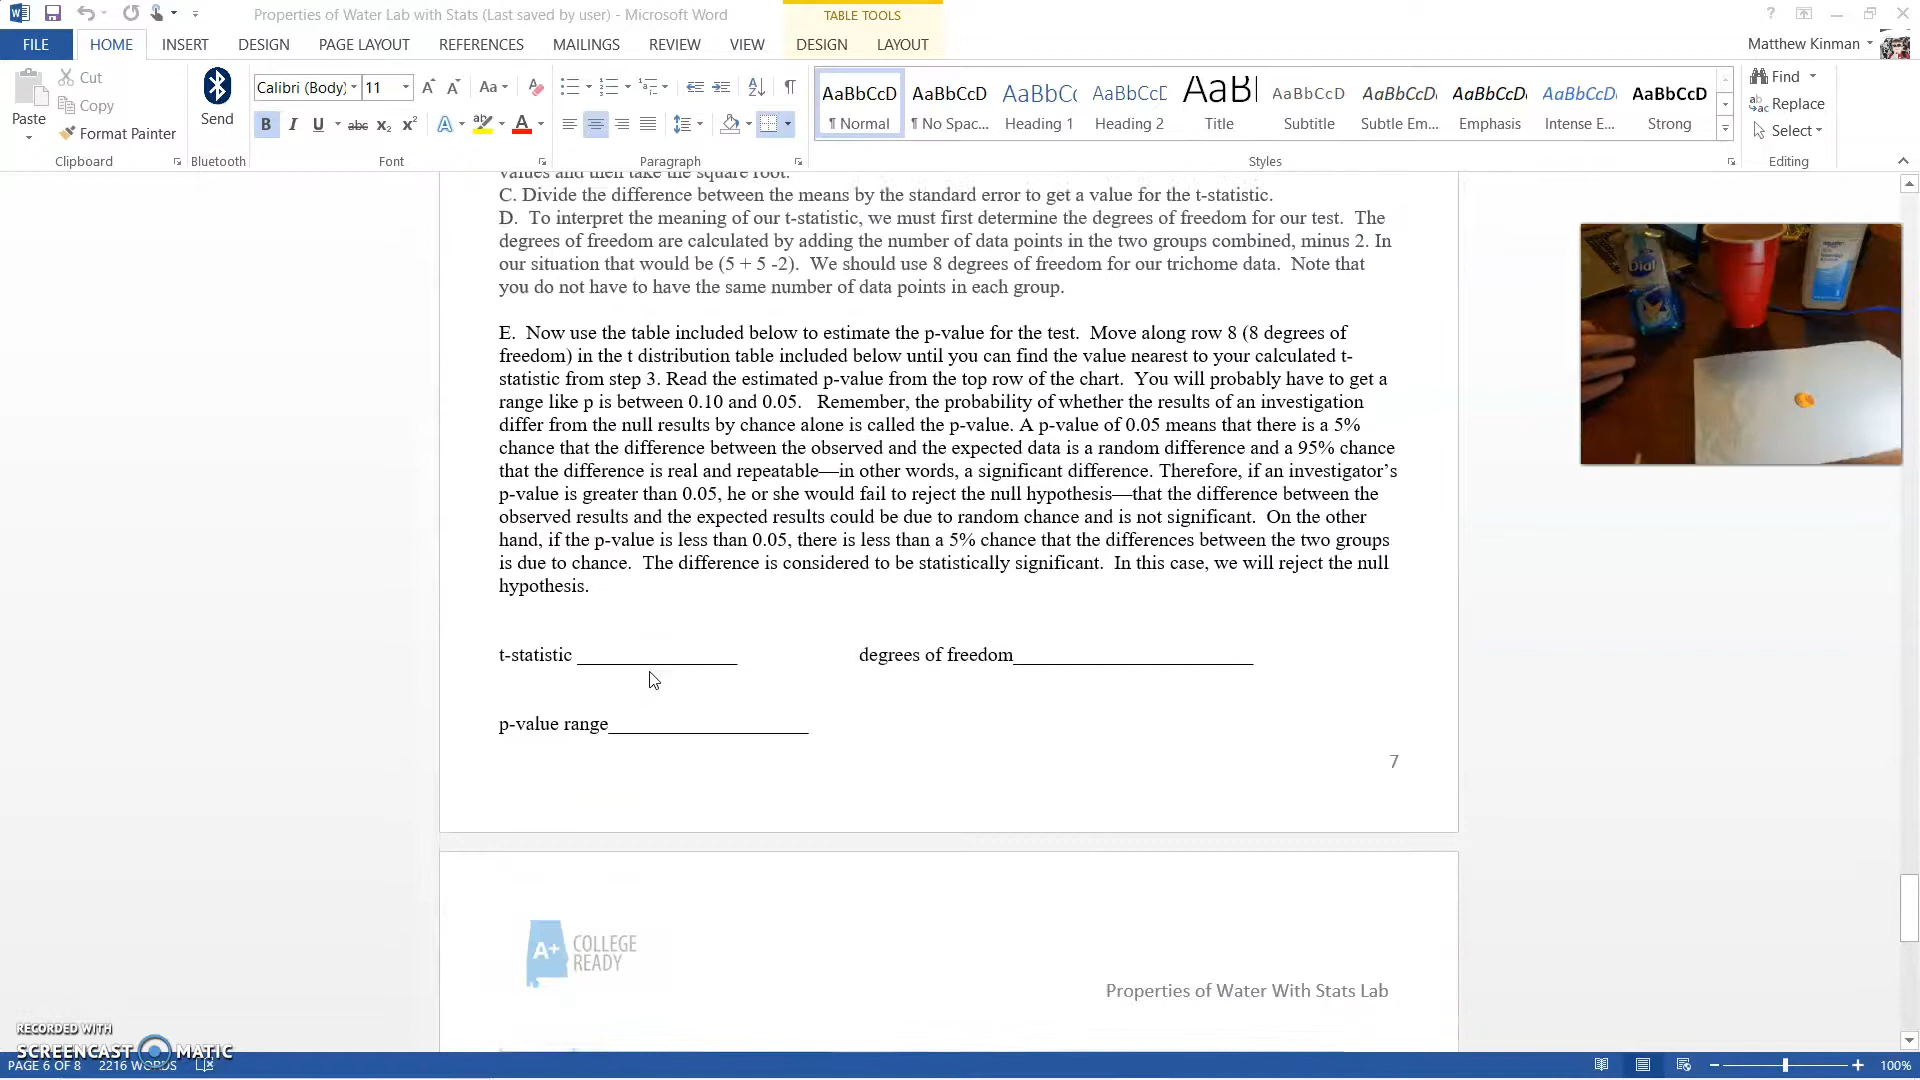 Properties of Water Lab with Stats (Last saved by user) - Microsoft Word
TABLE TOOLS
FILE HOME INSERT DESIGN PAGE LAYOUT REFERENCES MAILINGS REVIEW VIEW DESIGN LAYOUT
Matthew Kinman
Paste
Cut
Copy
Format Painter
Clipboard
Send
Bluetooth
Calibri (Body) 11
Font
Paragraph
AaBbCcD AaBbCcD AaBbC AaBbCcD AaB AaBbCcD AaBbCcD AaBbCcD AaBbCcD AaBbCcD
¶ Normal ¶ No Spac... Heading 1 Heading 2 Title Subtitle Subtle Em... Emphasis Intense E... Strong
Styles
Find
Replace
Select
Editing
values and then take the square root.
C. Divide the difference between the means by the standard error to get a value for the t-statistic.
D. To interpret the meaning of our t-statistic, we must first determine the degrees of freedom for our test. The
degrees of freedom are calculated by adding the number of data points in the two groups combined, minus 2. In
our situation that would be (5 + 5 -2). We should use 8 degrees of freedom for our trichome data. Note that
you do not have to have the same number of data points in each group.
E. Now use the table included below to estimate the p-value for the test. Move along row 8 (8 degrees of
freedom) in the t distribution table included below until you can find the value nearest to your calculated t-
statistic from step 3. Read the estimated p-value from the top row of the chart. You will probably have to get a
range like p is between 0.10 and 0.05. Remember, the probability of whether the results of an investigation
differ from the null results by chance alone is called the p-value. A p-value of 0.05 means that there is a 5%
chance that the difference between the observed and the expected data is a random difference and a 95% chance
that the difference is real and repeatable—in other words, a significant difference. Therefore, if an investigator's
p-value is greater than 0.05, he or she would fail to reject the null hypothesis—that the difference between the
observed results and the expected results could be due to random chance and is not significant. On the other
hand, if the p-value is less than 0.05, there is less than a 5% chance that the differences between the two groups
is due to chance. The difference is considered to be statistically significant. In this case, we will reject the null
hypothesis.
t-statistic ________________ degrees of freedom________________________
p-value range____________________
7
A+ COLLEGE
READY
Properties of Water With Stats Lab
Dial
RECORDED WITH
SCREENCAST MATIC
PAGE 6 OF 8 2216 WORDS
100%